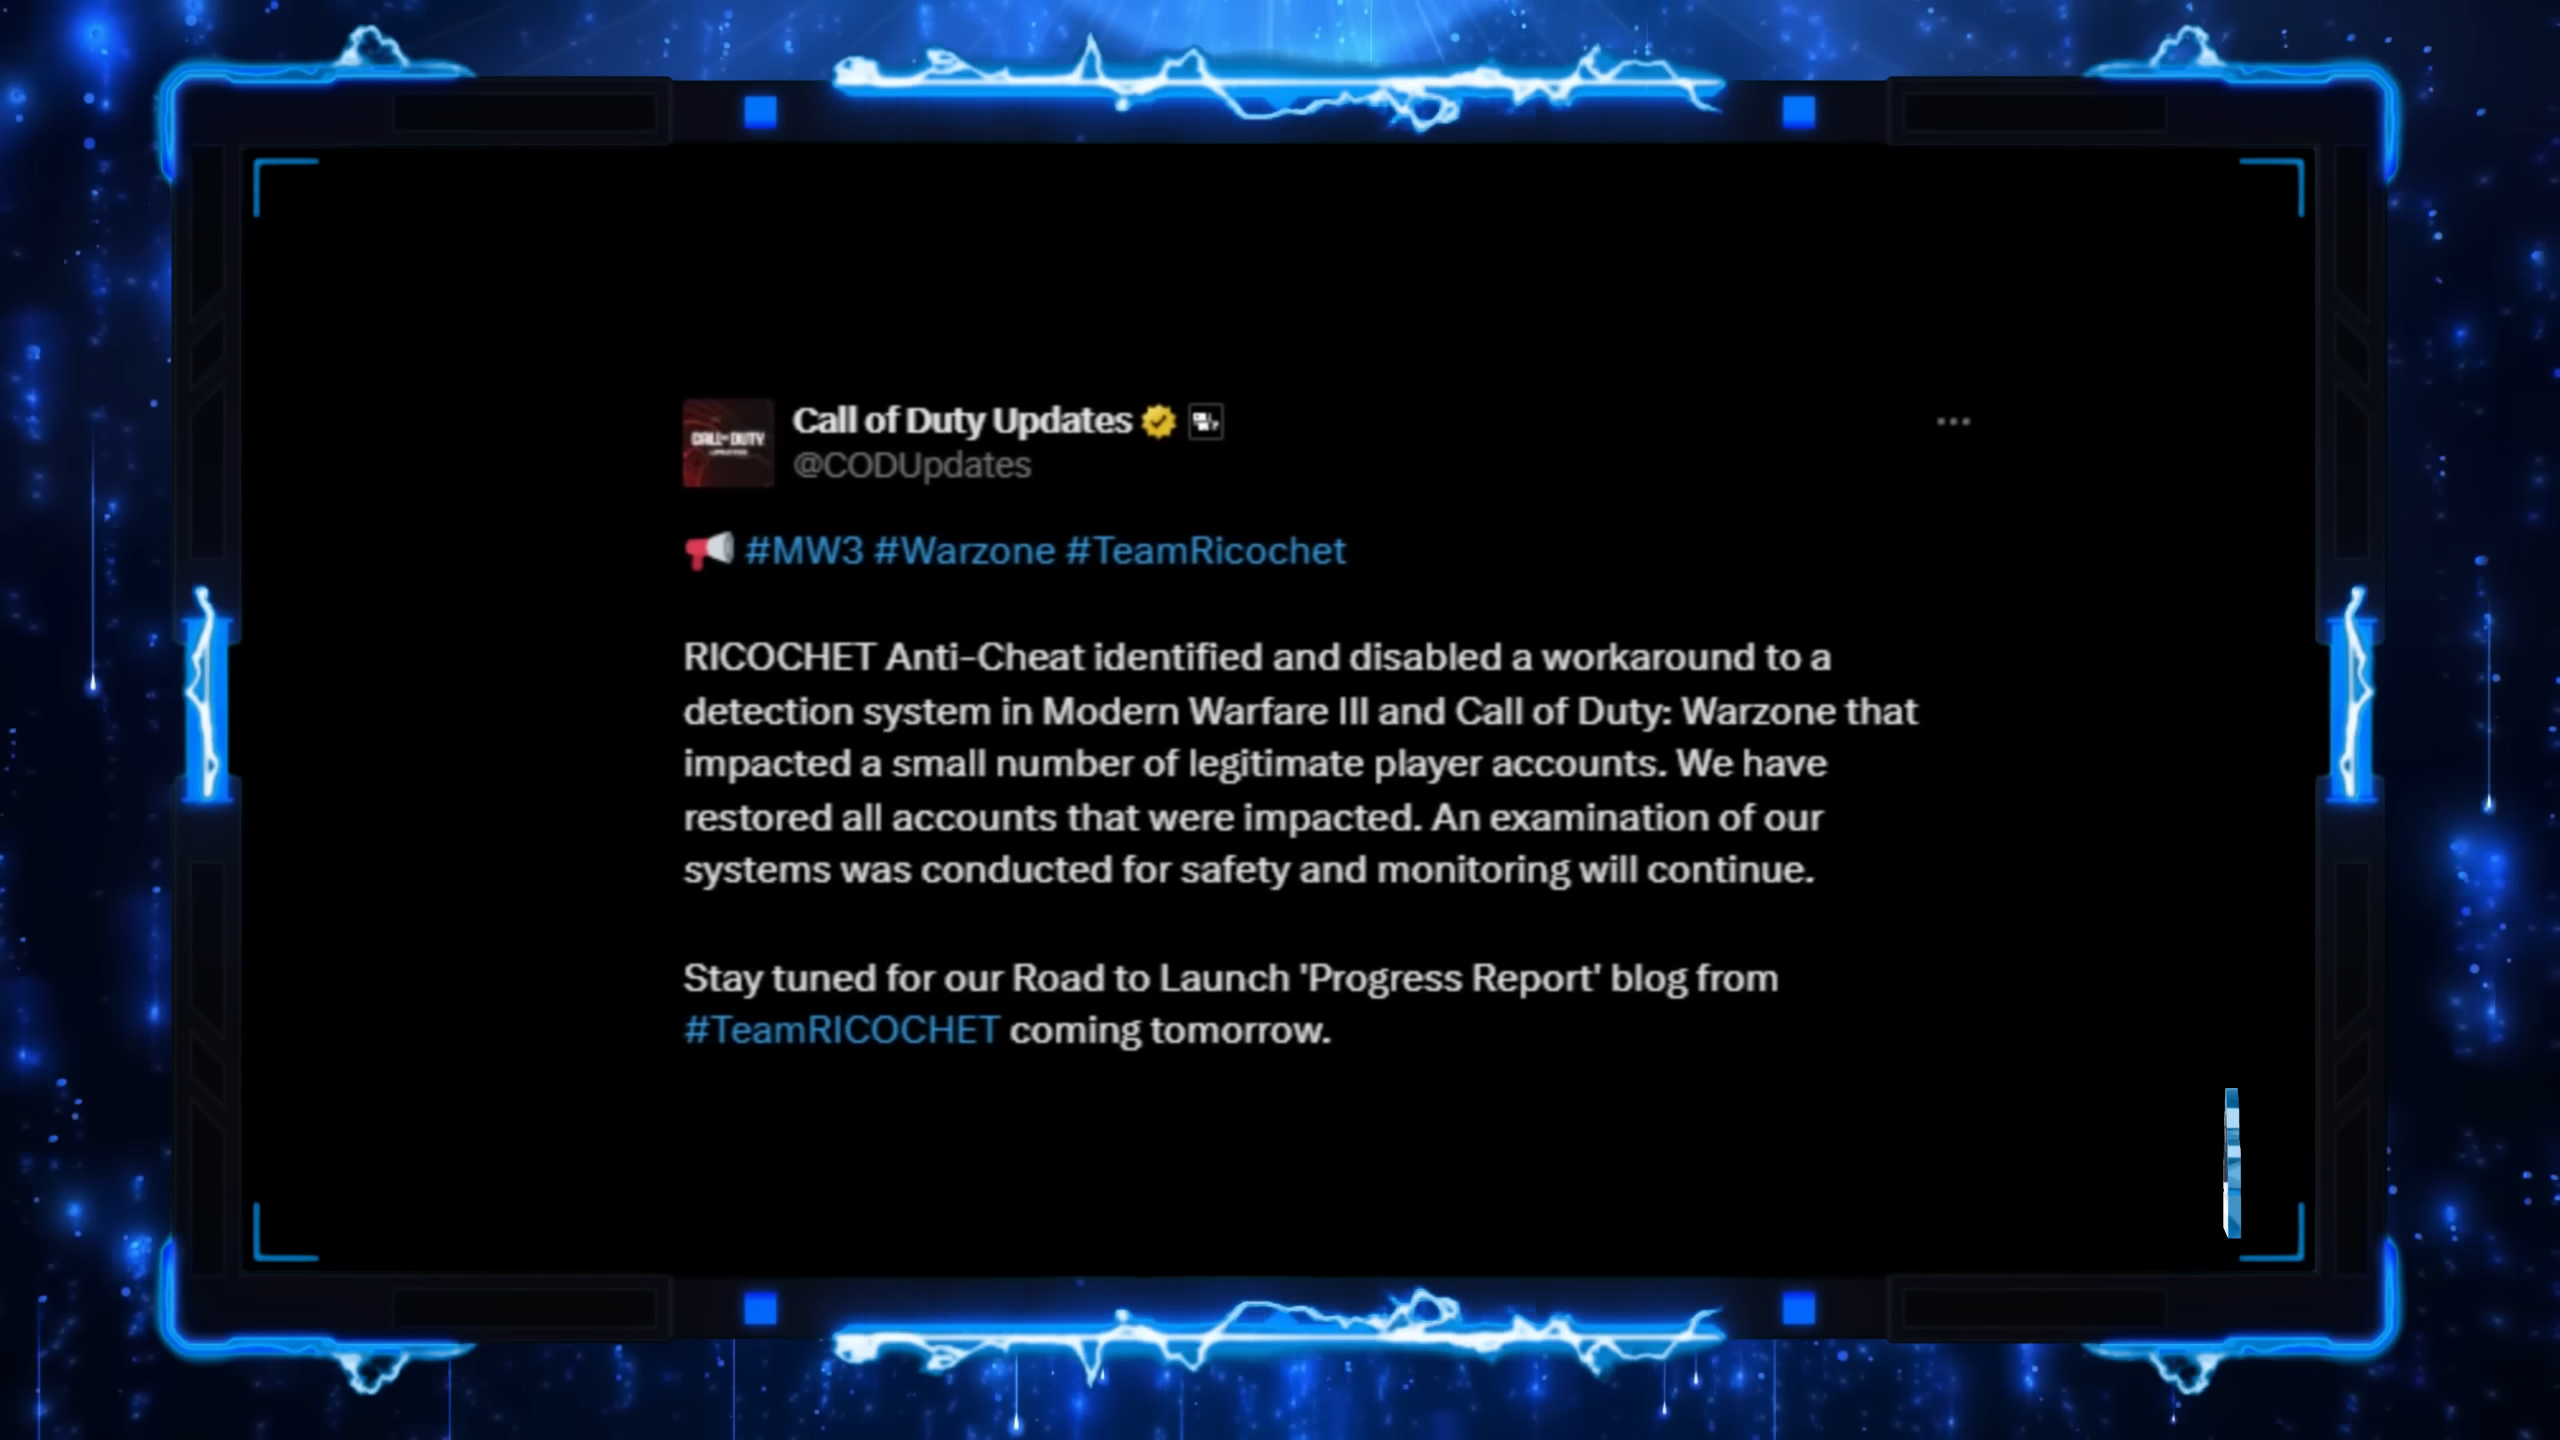 CALL OF DUTY
Call of Duty Updates
@CODUpdates
#MW3 #Warzone #TeamRicochet
RICOCHET Anti-Cheat identified and disabled a workaround to a
detection system in Modern Warfare III and Call of Duty: Warzone that
impacted a small number of legitimate player accounts. We have
restored all accounts that were impacted. An examination of our
systems was conducted for safety and monitoring will continue.
Stay tuned for our Road to Launch 'Progress Report' blog from
#TeamRICOCHET coming tomorrow.